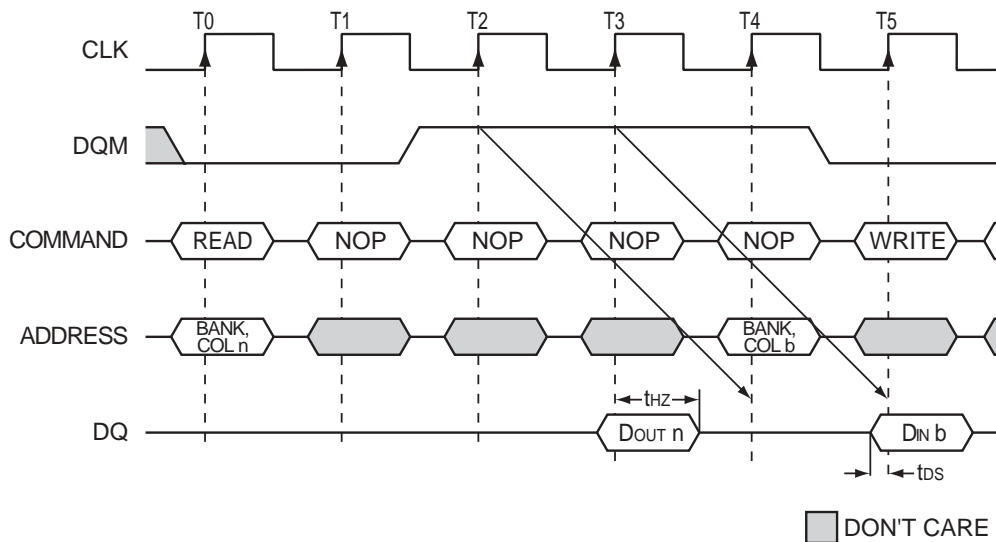 T0 T1 T2 T3 T4 T5
CLK
DQM
COMMAND READ NOP NOP NOP NOP WRITE
ADDRESS BANK, COL n BANK, COL b
tHZ
DQ DOUT n DIN b
tDS
DON'T CARE